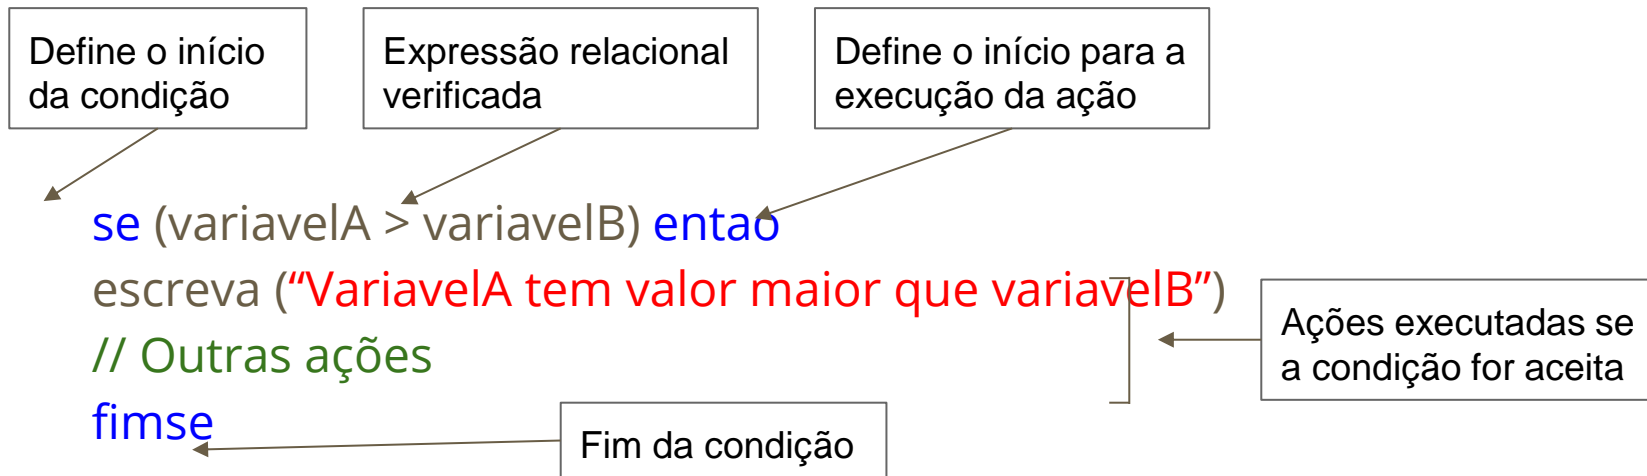 Define o início
da condição
Expressão relacional
verificada
Define o início para a
execução da ação
se (variavelA > variavelB) entao
escreva (“VariavelA tem valor maior que variavelB”)
// Outras ações
fimse
Ações executadas se
a condição for aceita
Fim da condição